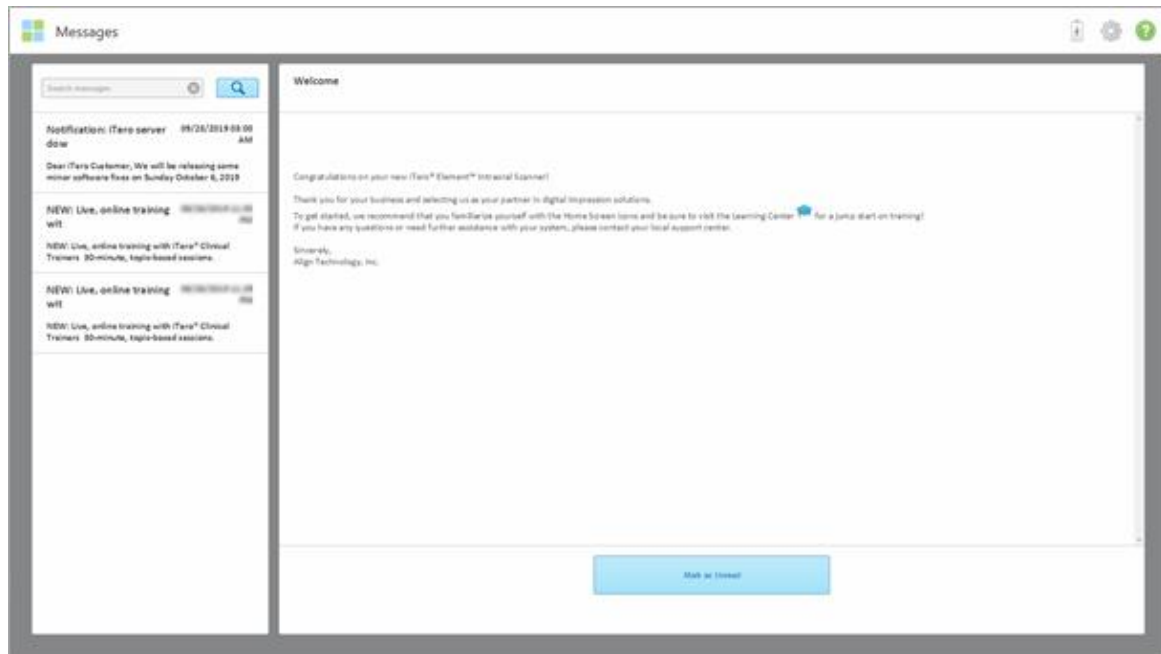 Messages
Search messages
Notification: iTero server 09/28/2019 03:00
dow AM
Dear iTero Customer, We will be releasing some
minor software fixes on Sunday October 6, 2019
NEW: Live, online training
wit
NEW: Live, online training with iTero® Clinical
Trainers 30-minute, topic-based sessions.
NEW: Live, online training
wit
NEW: Live, online training with iTero® Clinical
Trainers 30-minute, topic-based sessions.
Welcome
Congratulations on your new iTero® Element™ Intraoral Scanner!
Thank you for your business and selecting us as your partner in digital impression solutions.
To get started, we recommend that you familiarize yourself with the Home Screen icons and be sure to visit the Learning Center for a jump start on training!
If you have any questions or need further assistance with your system, please contact your local support center.
Sincerely,
Align Technology, Inc.
Mark as Unread